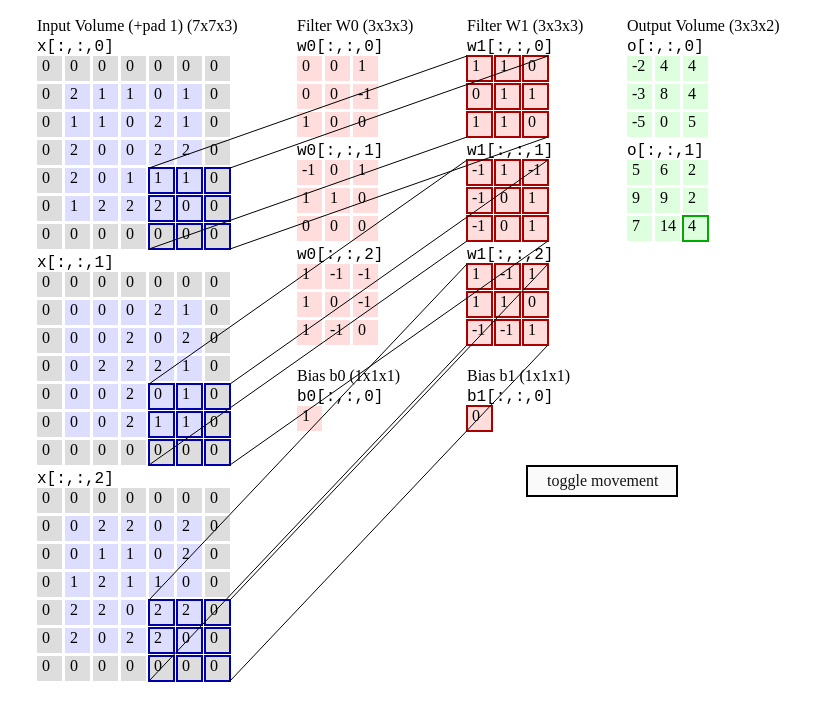 Input Volume (+pad 1) (7x7x3)
x[:,:,0]
0 0 0 0 0 0 0
0 2 1 1 0 1 0
0 1 1 0 2 1 0
0 2 0 0 2 2 0
0 2 0 1 1 1 0
0 1 2 2 2 0 0
0 0 0 0 0 0 0
x[:,:,1]
0 0 0 0 0 0 0
0 0 0 0 2 1 0
0 0 0 2 0 2 0
0 0 2 2 2 1 0
0 0 0 2 0 1 0
0 0 0 2 1 1 0
0 0 0 0 0 0 0
x[:,:,2]
0 0 0 0 0 0 0
0 0 2 2 0 2 0
0 0 1 1 0 2 0
0 1 2 1 1 0 0
0 2 2 0 2 2 0
0 2 0 2 2 0 0
0 0 0 0 0 0 0
Filter W0 (3x3x3)
w0[:,:,0]
0 0 1
0 0 -1
1 0 0
w0[:,:,1]
-1 0 1
1 1 0
0 0 0
w0[:,:,2]
1 -1 -1
1 0 -1
1 -1 0
Bias b0 (1x1x1)
b0[:,:,0]
1
Filter W1 (3x3x3)
w1[:,:,0]
1 1 0
0 1 1
1 1 0
w1[:,:,1]
-1 1 -1
-1 0 1
-1 0 1
w1[:,:,2]
1 -1 1
1 1 0
-1 -1 1
Bias b1 (1x1x1)
b1[:,:,0]
0
Output Volume (3x3x2)
o[:,:,0]
-2 4 4
-3 8 4
-5 0 5
o[:,:,1]
5 6 2
9 9 2
7 14 4
toggle movement